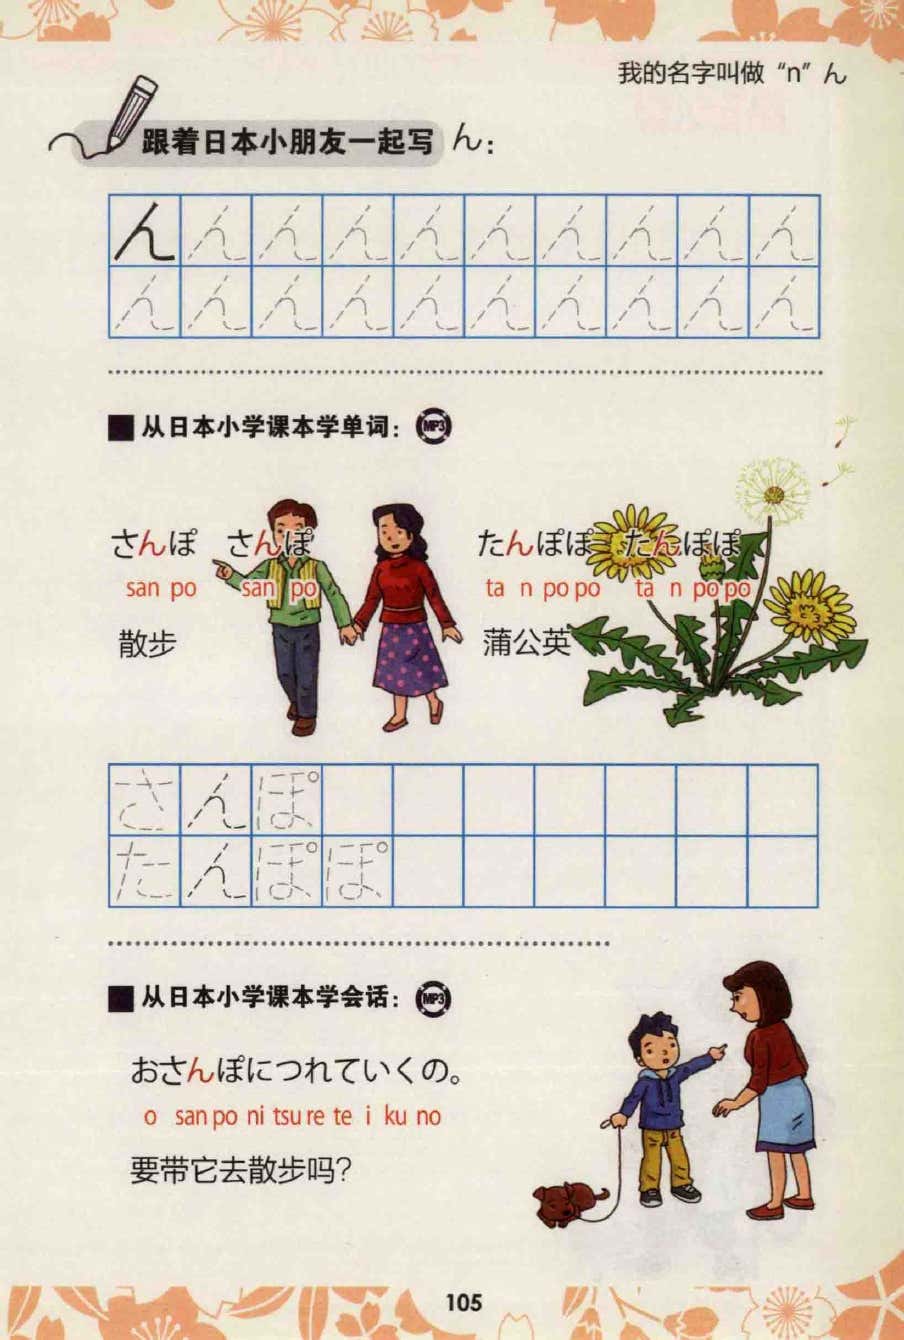 我的名字叫做 “n” ん
跟着日本小朋友一起写 ん:
ん ん ん ん ん ん ん ん ん ん
ん ん ん ん ん ん ん ん ん ん
■ 从日本小学课本学单词: MP3
さんぽ さんぽ たんぽぽ たんぽぽ
san po san po ta n po po ta n po po
散步 蒲公英
さ ん ぽ
た ん ぽ ぽ
■ 从日本小学课本学会话: MP3
おさんぽにつれていくの。
o san po ni tsu re te i ku no
要带它去散步吗?
105